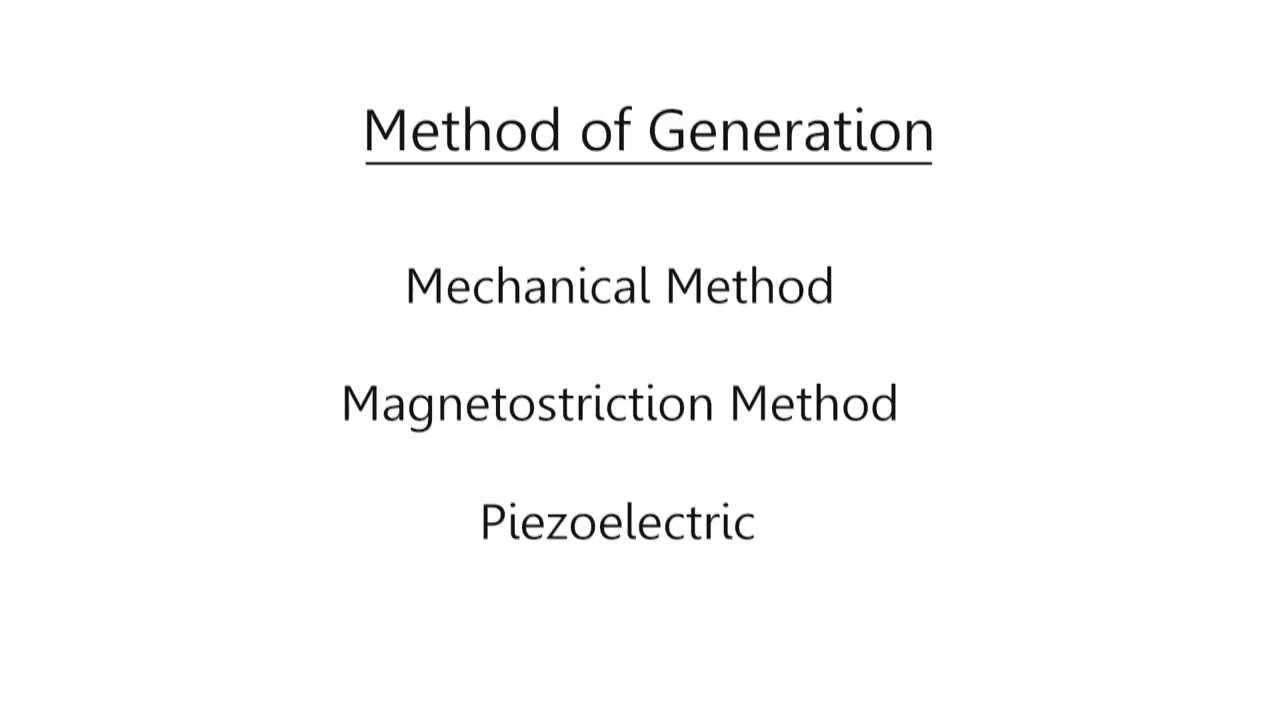 Method of Generation
Mechanical Method
Magnetostriction Method
Piezoelectric